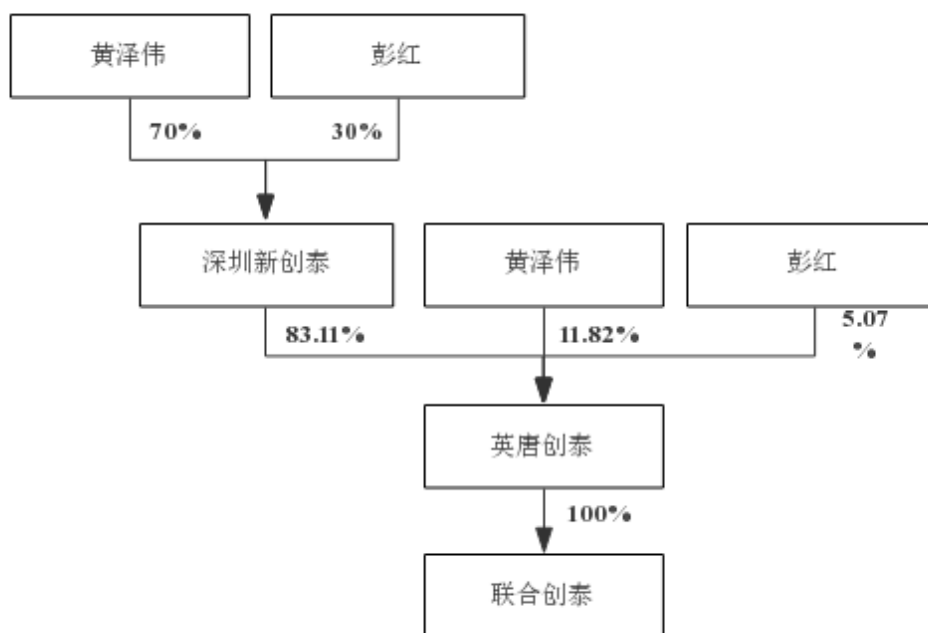 黄泽伟
彭红
70%
30%
深圳新创泰
黄泽伟
彭红
83.11%
11.82%
5.07
%
英唐创泰
100%
联合创泰